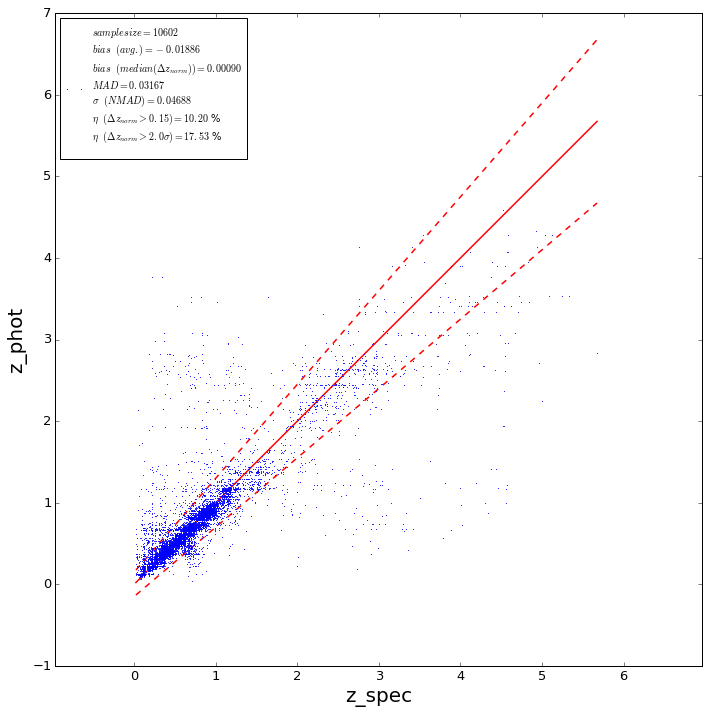 samplesize = 10602
bias (avg.) = − 0.01886
bias (median(Δz_norm)) = 0.00090
MAD = 0.03167
σ (NMAD) = 0.04688
η (Δz_norm > 0.15) = 10.20 %
η (Δz_norm > 2.0σ) = 17.53 %
7
6
5
4
3
2
1
0
−1
z_phot
0 1 2 3 4 5 6
z_spec